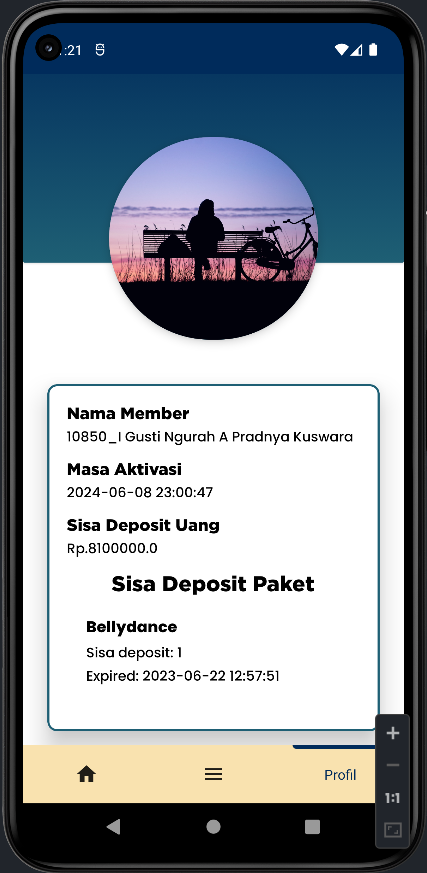 :21
Nama Member
10850_I Gusti Ngurah A Pradnya Kuswara
Masa Aktivasi
2024-06-08 23:00:47
Sisa Deposit Uang
Rp.8100000.0
Sisa Deposit Paket
Bellydance
Sisa deposit: 1
Expired: 2023-06-22 12:57:51
Profil
1:1